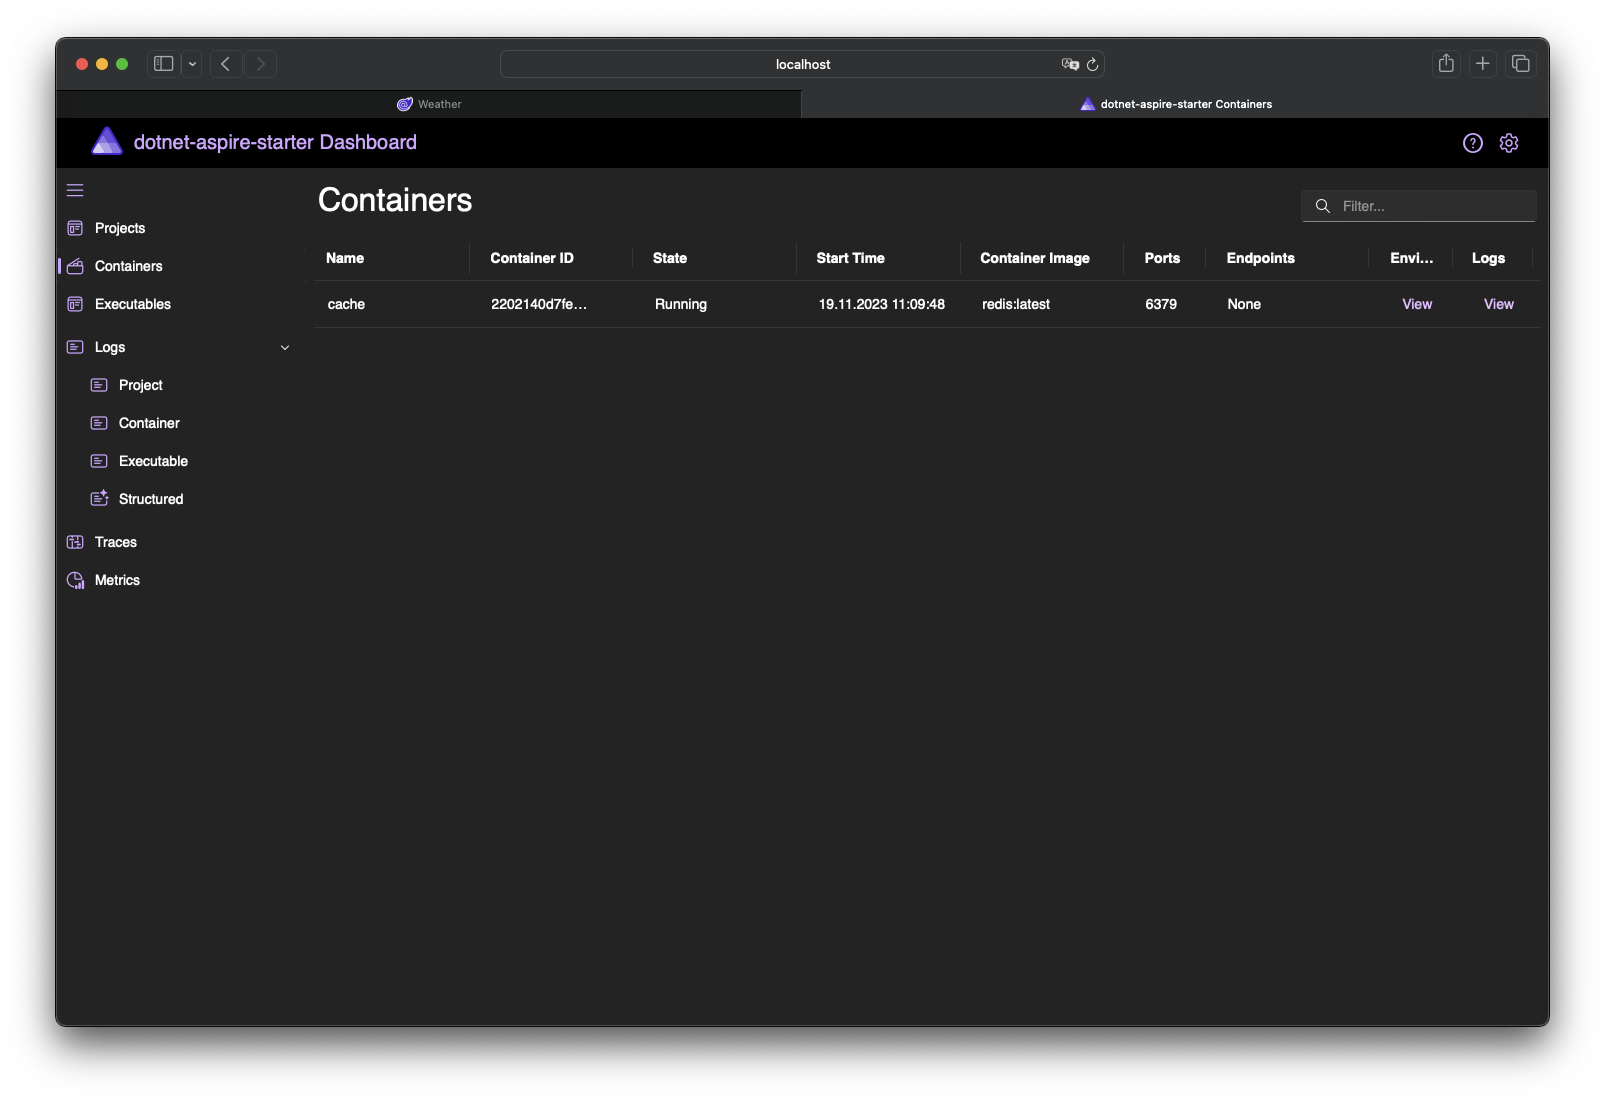 localhost
Weather
dotnet-aspire-starter Containers
dotnet-aspire-starter Dashboard
Projects
Containers
Executables
Logs
Project
Container
Executable
Structured
Traces
Metrics
Containers
Filter...
Name Container ID State Start Time Container Image Ports Endpoints Envi... Logs
cache 2202140d7fe... Running 19.11.2023 11:09:48 redis:latest 6379 None View View